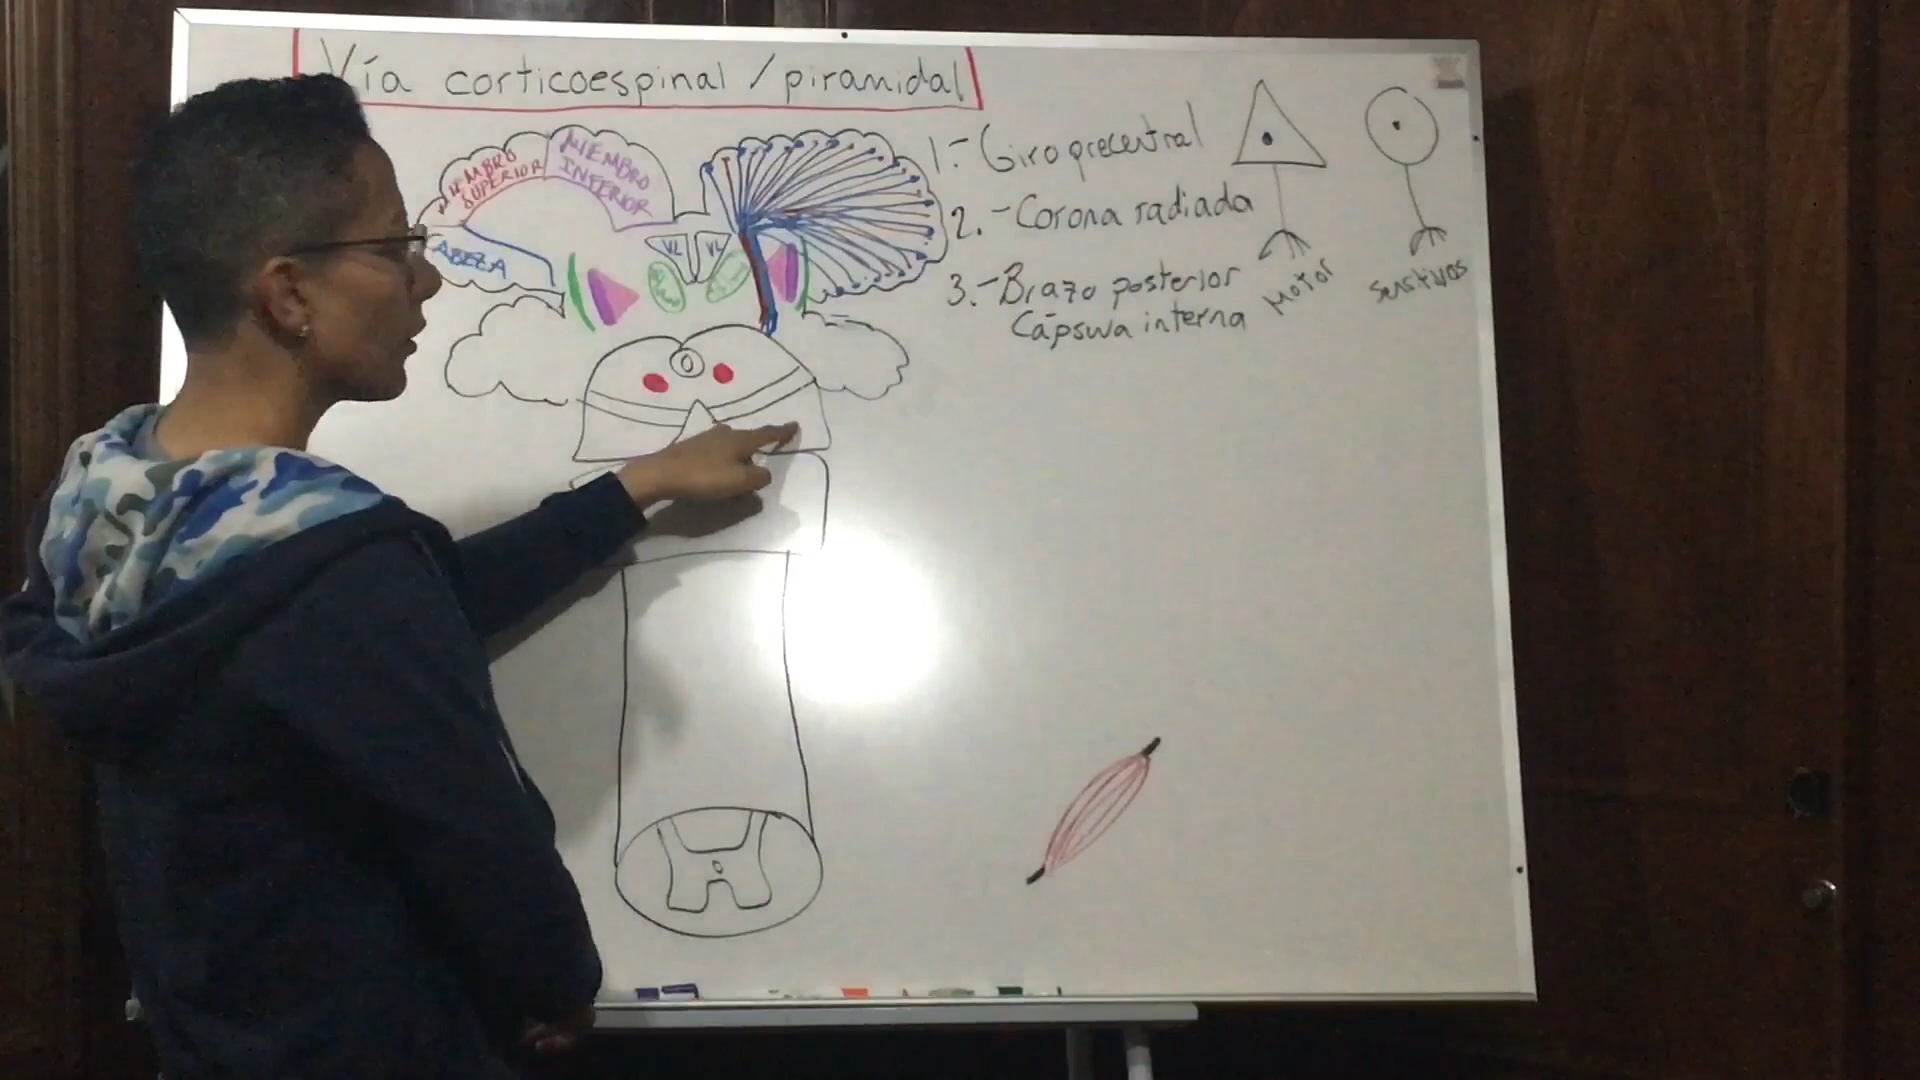 Vía corticoespinal / piramidal
MIEMBRO
SUPERIOR
MIEMBRO
INFERIOR
ABEZA
VL VL
1.- Giro precentral
2.- Corona radiada
3.- Brazo posterior
Cápsula interna
Motor
Sensitivos